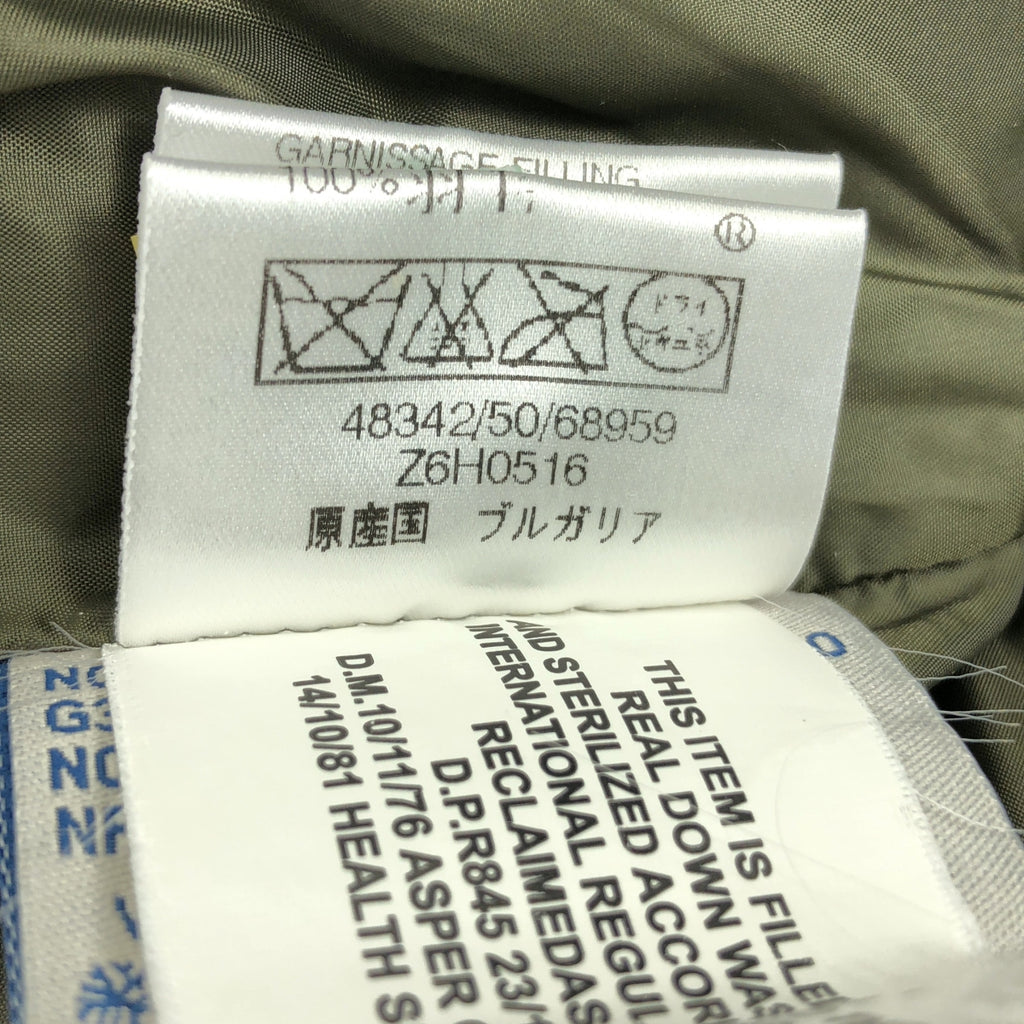 GARNISSAGE-FILLING
100%
®
ドライ
48342/50/68959
Z6H0516
原産国 ブルガリア
THIS ITEM IS FILLE
REAL DOWN WAS
AND STERILIZED ACCOR
INTERNATIONAL REGUL
RECLAIMEDAS
D.P.R845 23/1
D.M.10/11/76 ASPER
14/10/81 HEALTH S
NO